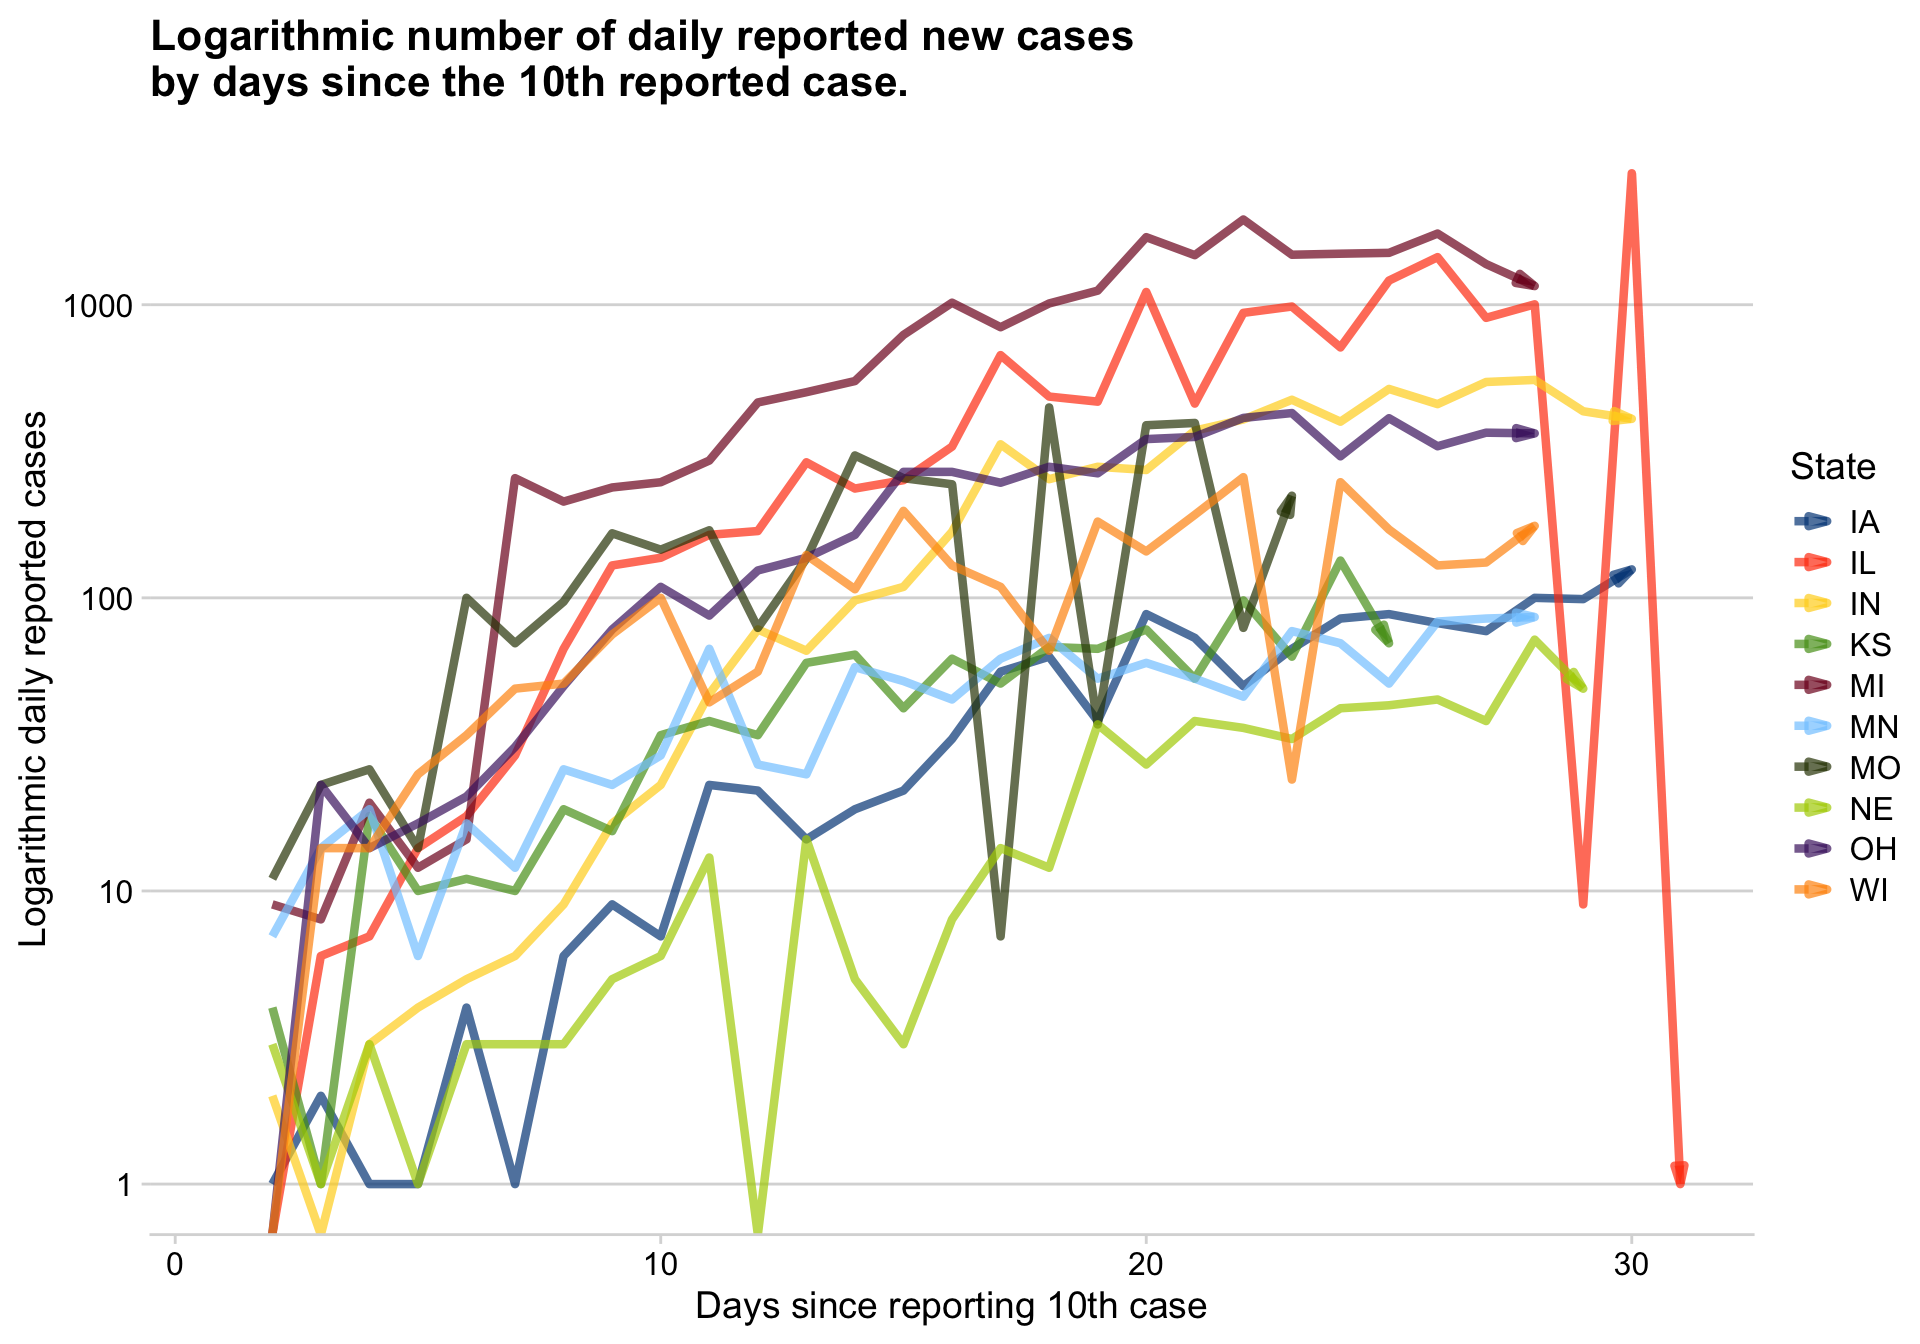 Logarithmic number of daily reported new cases
by days since the 10th reported case.
Logarithmic daily reported cases
1000
100
10
1
0
10
20
30
Days since reporting 10th case
State
IA
IL
IN
KS
MI
MN
MO
NE
OH
WI